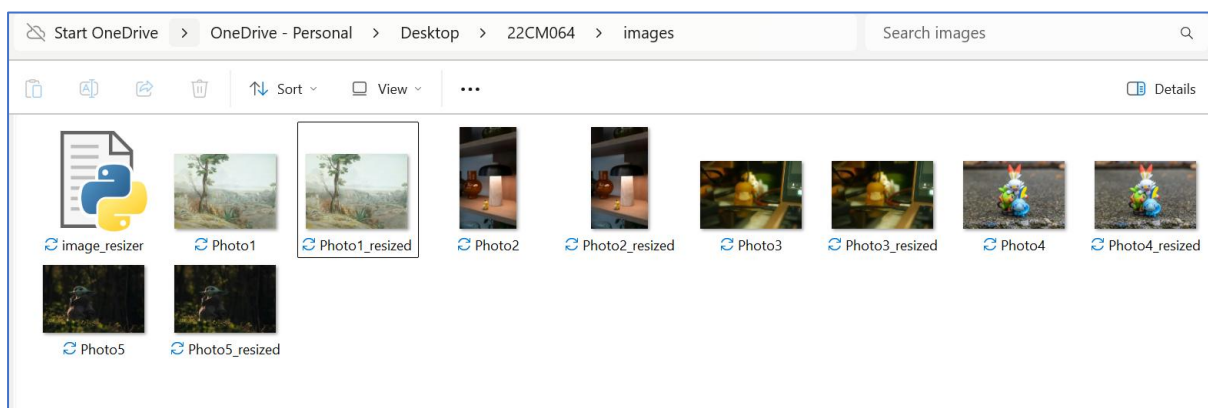 Start OneDrive > OneDrive - Personal > Desktop > 22CM064 > images
Search images
Sort
View
Details
image_resizer
Photo1
Photo1_resized
Photo2
Photo2_resized
Photo3
Photo3_resized
Photo4
Photo4_resized
Photo5
Photo5_resized